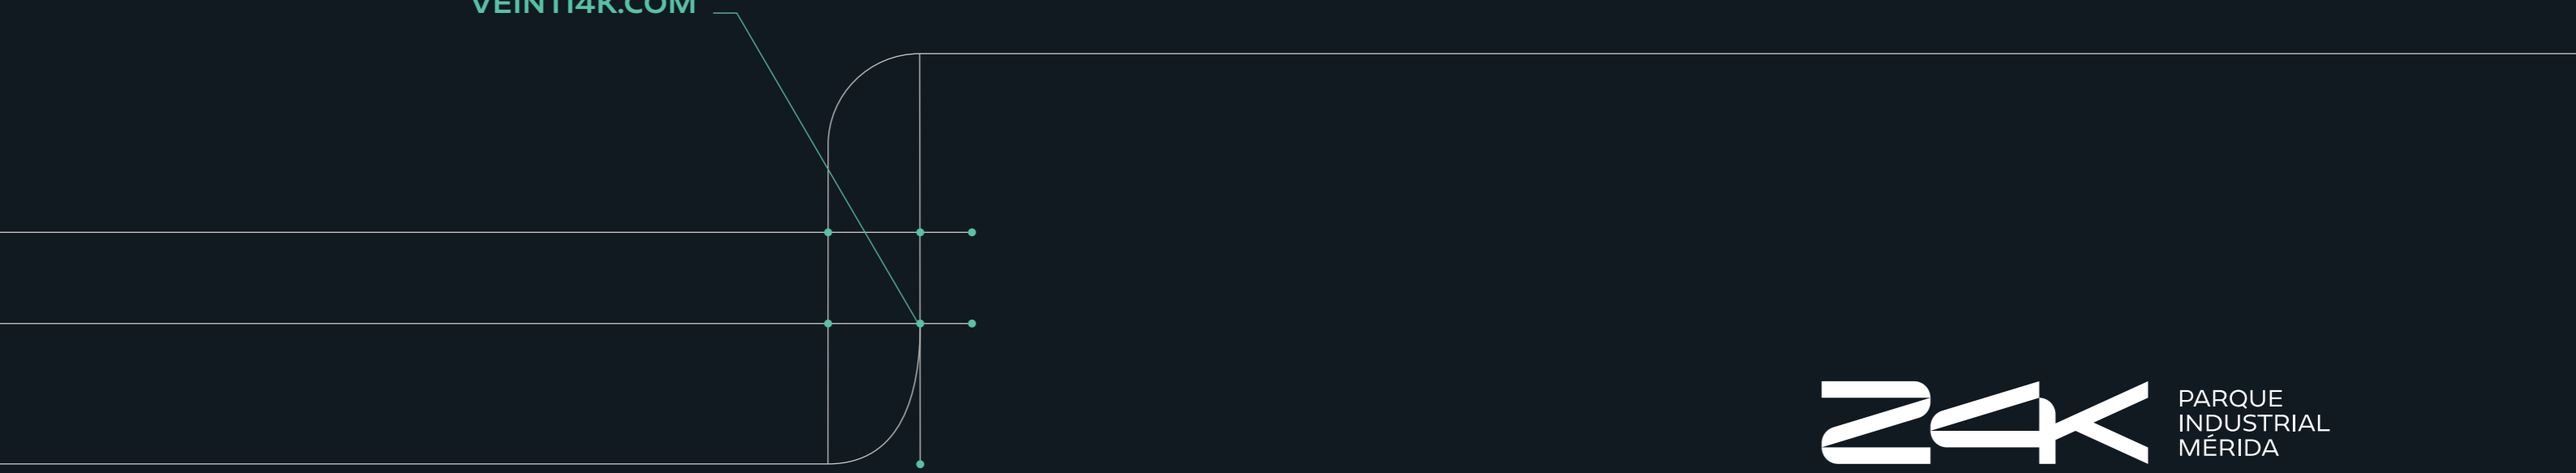 VEINTI4K.COM
24K
PARQUE
INDUSTRIAL
MÉRIDA